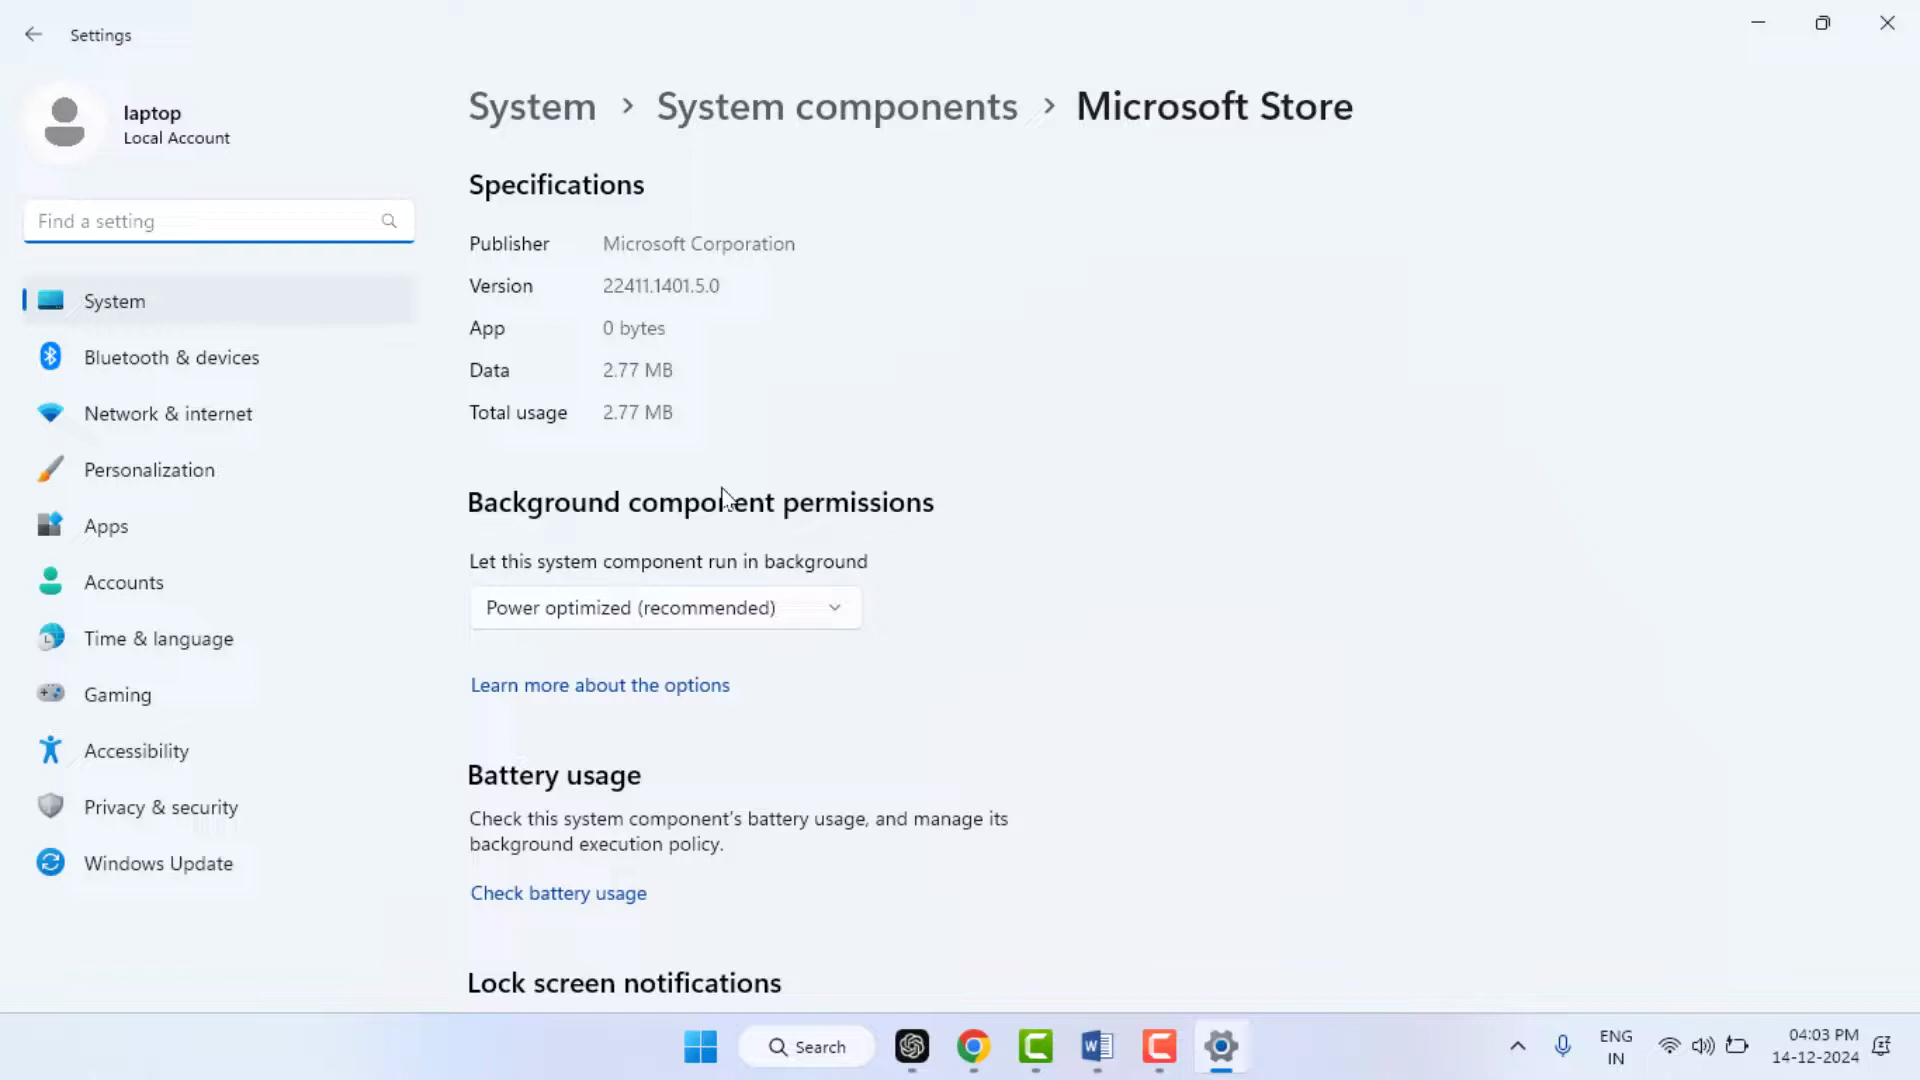 Settings
laptop
Local Account
Find a setting
System
Bluetooth & devices
Network & internet
Personalization
Apps
Accounts
Time & language
Gaming
Accessibility
Privacy & security
Windows Update
System > System components > Microsoft Store
Specifications
Publisher Microsoft Corporation
Version 22411.1401.5.0
App 0 bytes
Data 2.77 MB
Total usage 2.77 MB
Background component permissions
Let this system component run in background
Power optimized (recommended)
Learn more about the options
Battery usage
Check this system component's battery usage, and manage its
background execution policy.
Check battery usage
Lock screen notifications
Search
ENG
IN
04:03 PM
14-12-2024